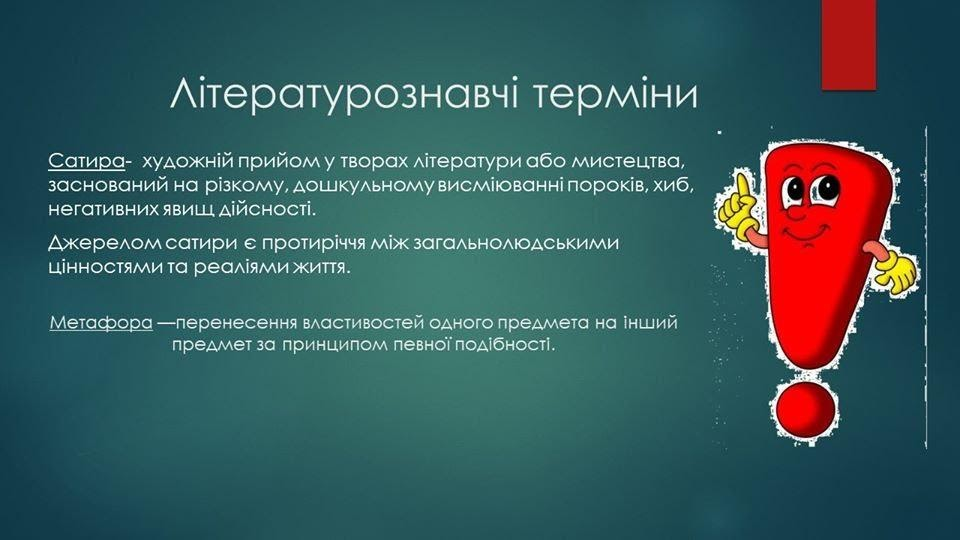 Літературознавчі терміни
Сатира- художній прийом у творах літератури або мистецтва,
заснований на різкому, дошкульному висміюванні пороків, хиб,
негативних явищ дійсності.
Джерелом сатири є протиріччя між загальнолюдськими
цінностями та реаліями життя.
Метафора —перенесення властивостей одного предмета на інший
предмет за принципом певної подібності.